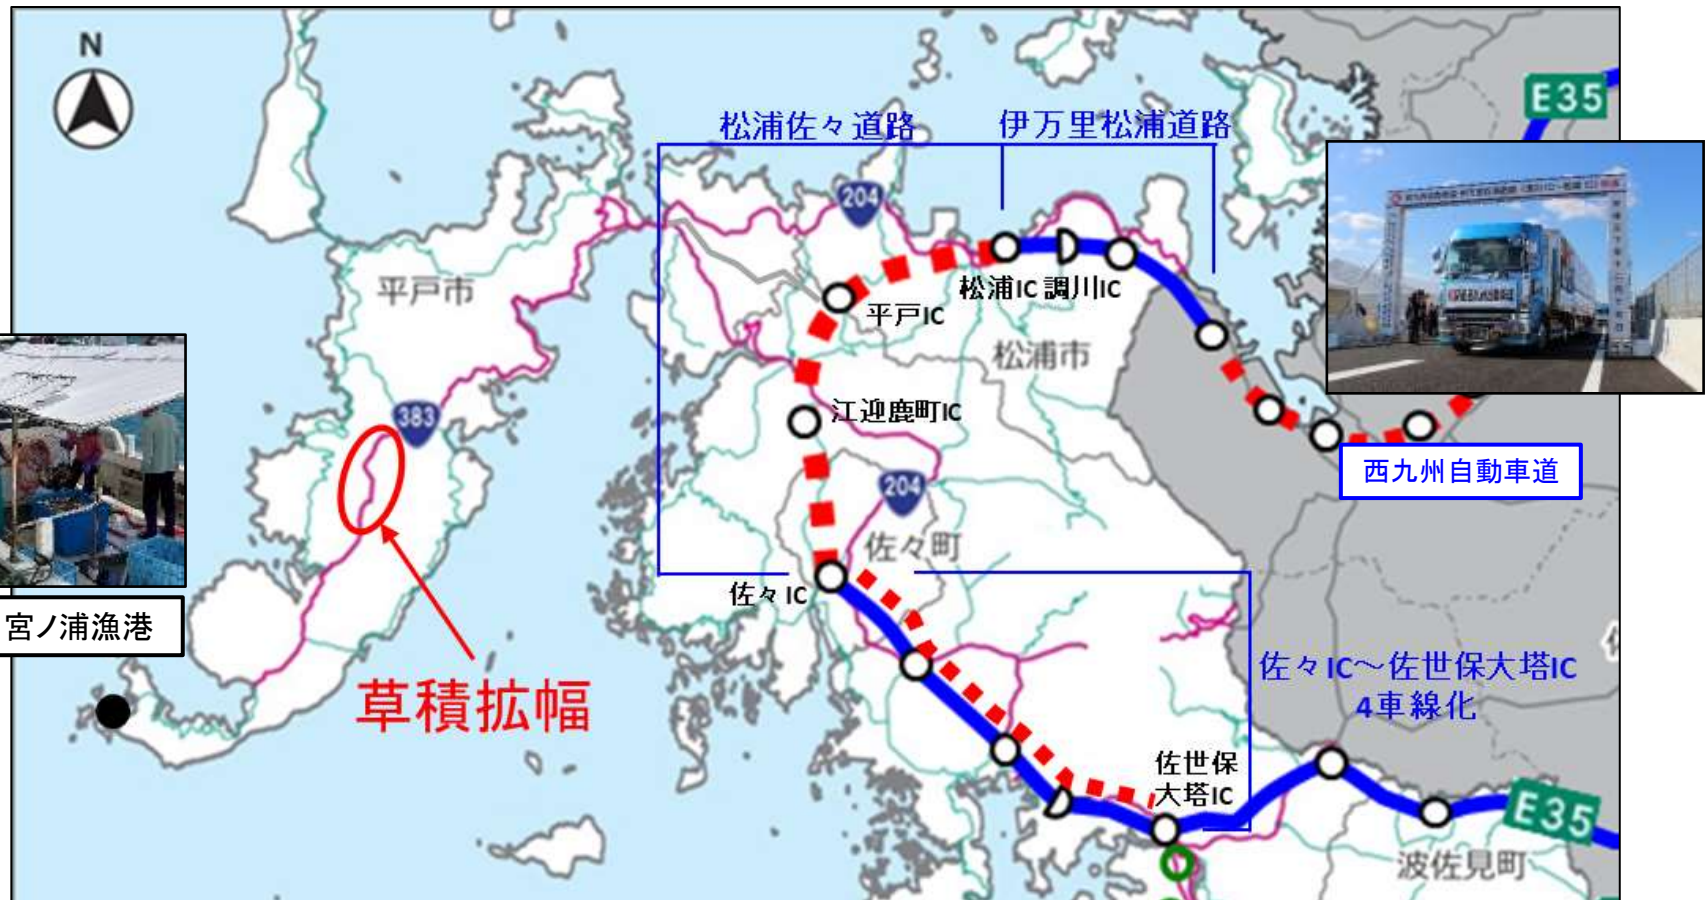 N
松浦佐々道路
伊万里松浦道路
E35
204
平戸市
松浦IC 調川IC
平戸IC
松浦市
383
江迎鹿町IC
西九州自動車道
204
佐々町
佐々IC
宮ノ浦漁港
草積拡幅
佐々IC～佐世保大塔IC
4車線化
佐世保
大塔IC
E35
波佐見町